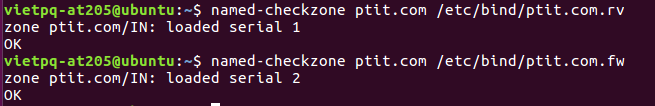 vietpq-at205@ubuntu:~$ named-checkzone ptit.com /etc/bind/ptit.com.rv
zone ptit.com/IN: loaded serial 1
OK
vietpq-at205@ubuntu:~$ named-checkzone ptit.com /etc/bind/ptit.com.fw
zone ptit.com/IN: loaded serial 2
OK